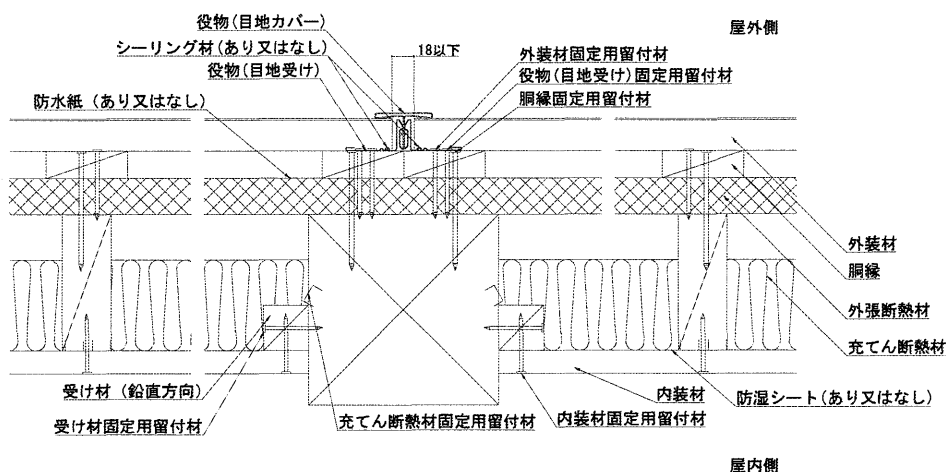 役物(目地カバー)
屋外側
シーリング材(あり又はなし)
18以下
外装材固定用留付材
役物(目地受け)
役物(目地受け)固定用留付材
防水紙 (あり又はなし)
胴縁固定用留付材
外装材
胴縁
外張断熱材
充てん断熱材
受け材 (鉛直方向)
内装材
防湿シート(あり又はなし)
受け材固定用留付材
充てん断熱材固定用留付材
内装材固定用留付材
屋内側